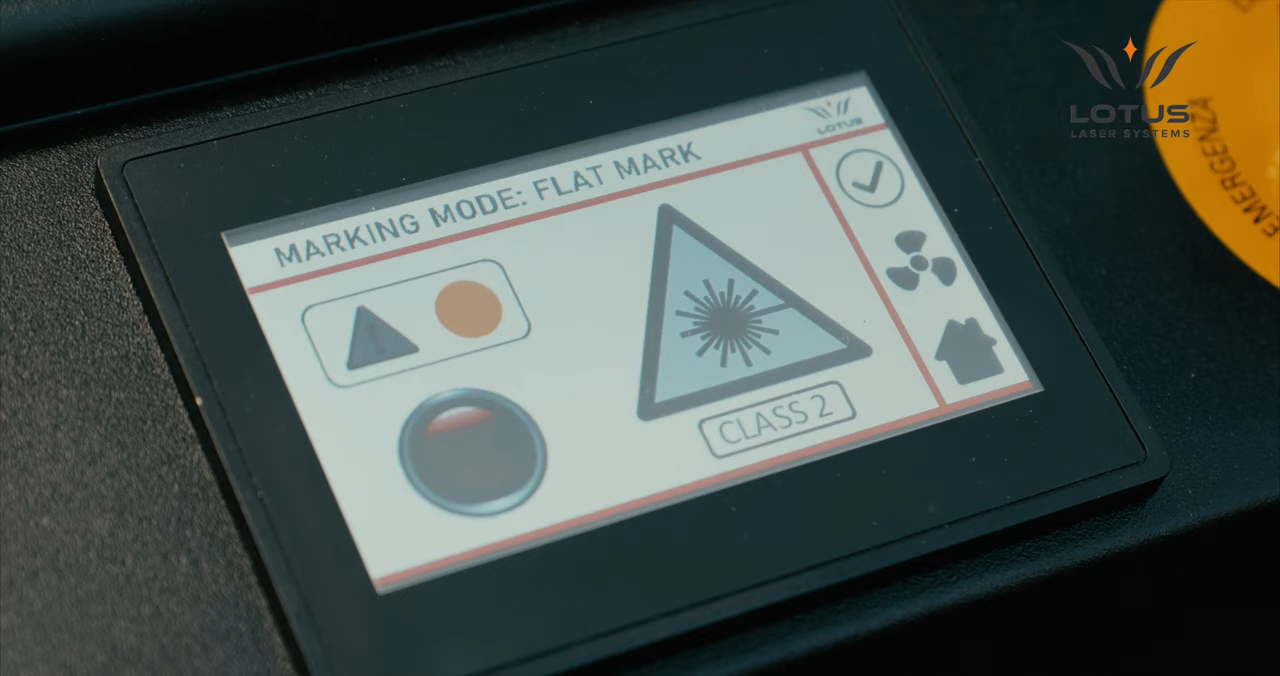 MARKING MODE: FLAT MARK
LOTUS
CLASS 2
LOTUS
LASER SYSTEMS
EMERGENZA